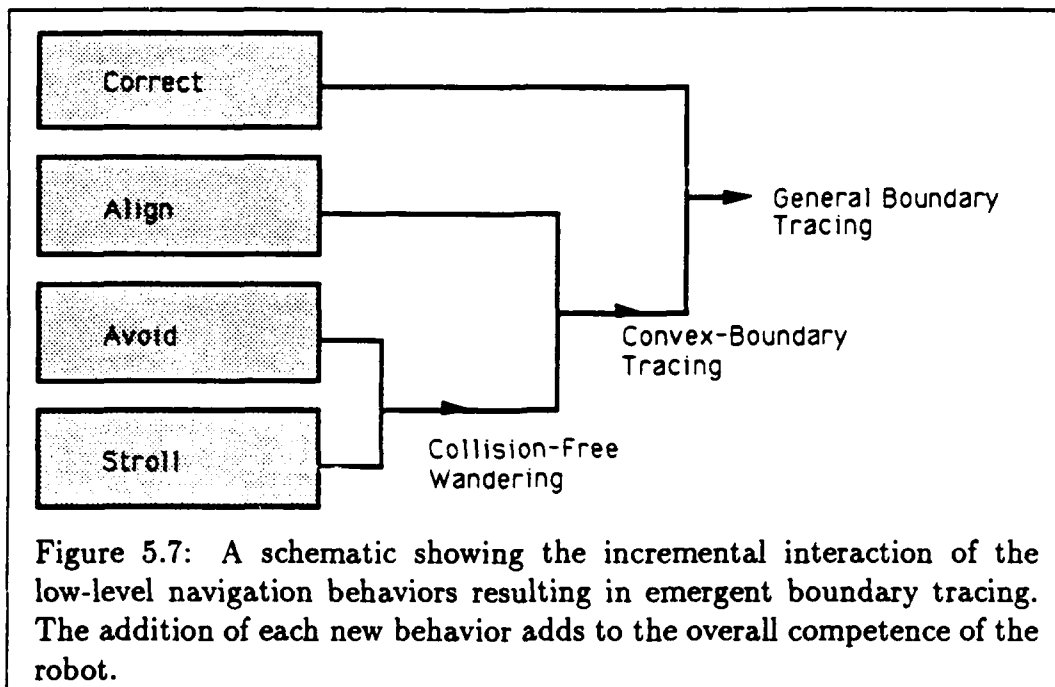 Correct
Align
General Boundary
Tracing
Avoid
Convex-Boundary
Tracing
Stroll
Collision-Free
Wandering
Figure 5.7: A schematic showing the incremental interaction of the
low-level navigation behaviors resulting in emergent boundary tracing.
The addition of each new behavior adds to the overall competence of the
robot.